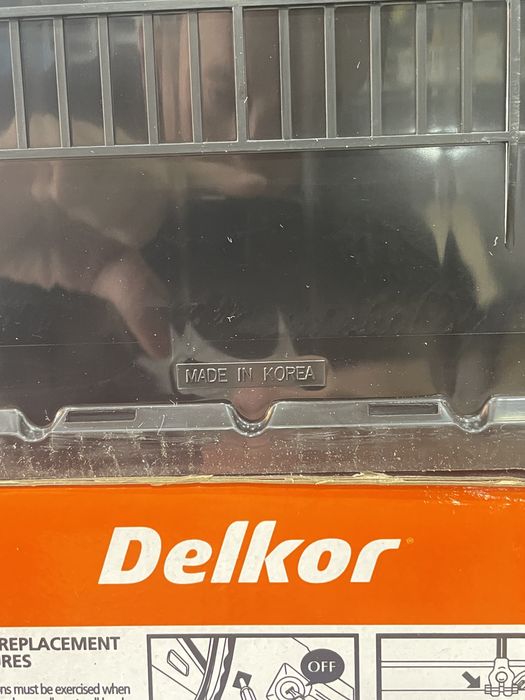 MADE IN KOREA
Delkor
REPLACEMENT
RES
ns must be exercised when
OFF